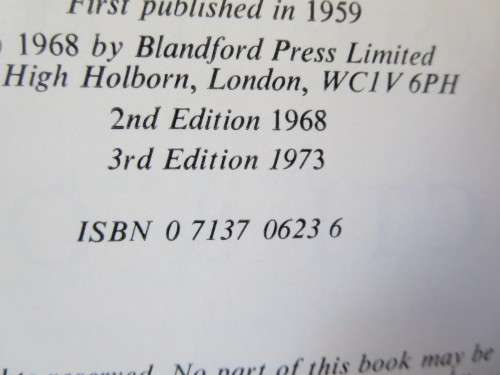 First published in 1959
) 1968 by Blandford Press Limited
High Holborn, London, WC1V 6PH
2nd Edition 1968
3rd Edition 1973
ISBN 0 7137 0623 6
reserved. No part of this book may be